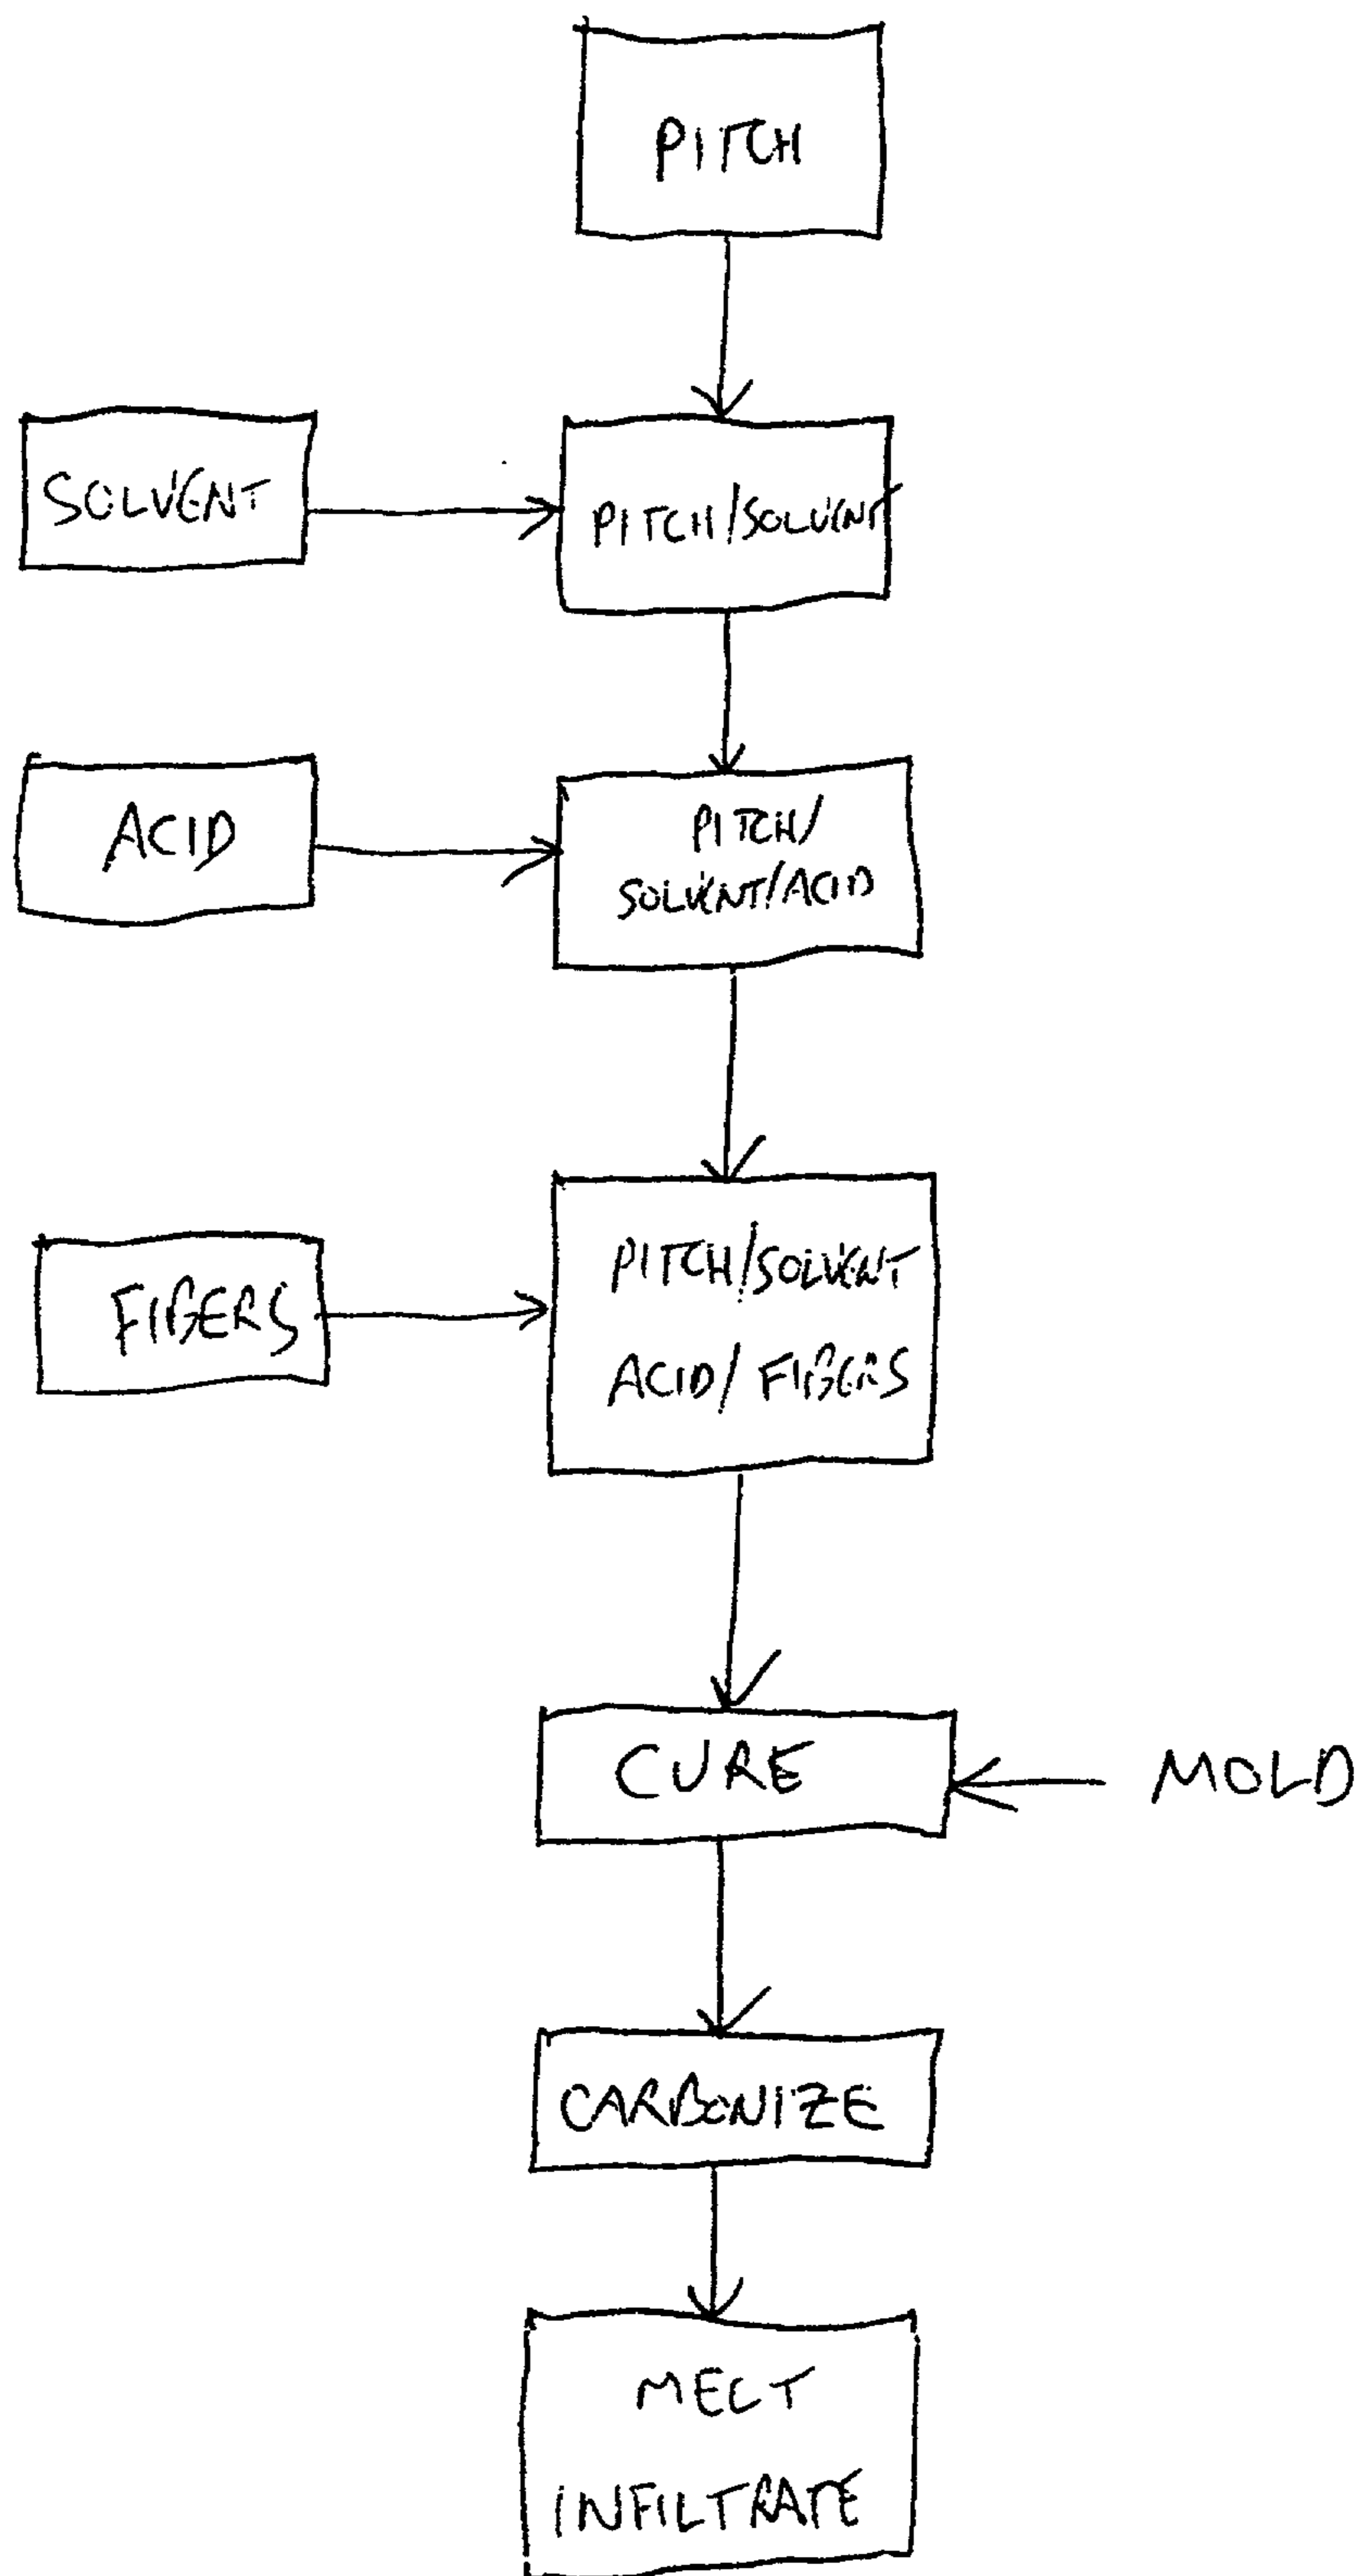 PITCH
SOLVENT
PITCH/SOLVENT
ACID
PITCH/
SOLVENT/ACID
FIBERS
PITCH/SOLVENT
ACID/FIBERS
CURE
MOLD
CARBONIZE
MELT
INFILTRATE